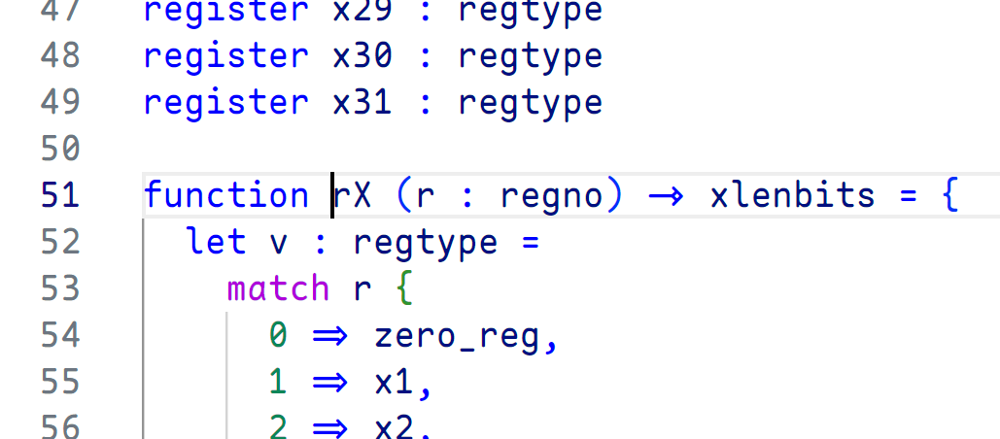 47 register x29 : regtype
48 register x30 : regtype
49 register x31 : regtype
50
51 function rX (r : regno) -> xlenbits = {
52 let v : regtype =
53 match r {
54 0 => zero_reg,
55 1 => x1,
56 2 => x2,